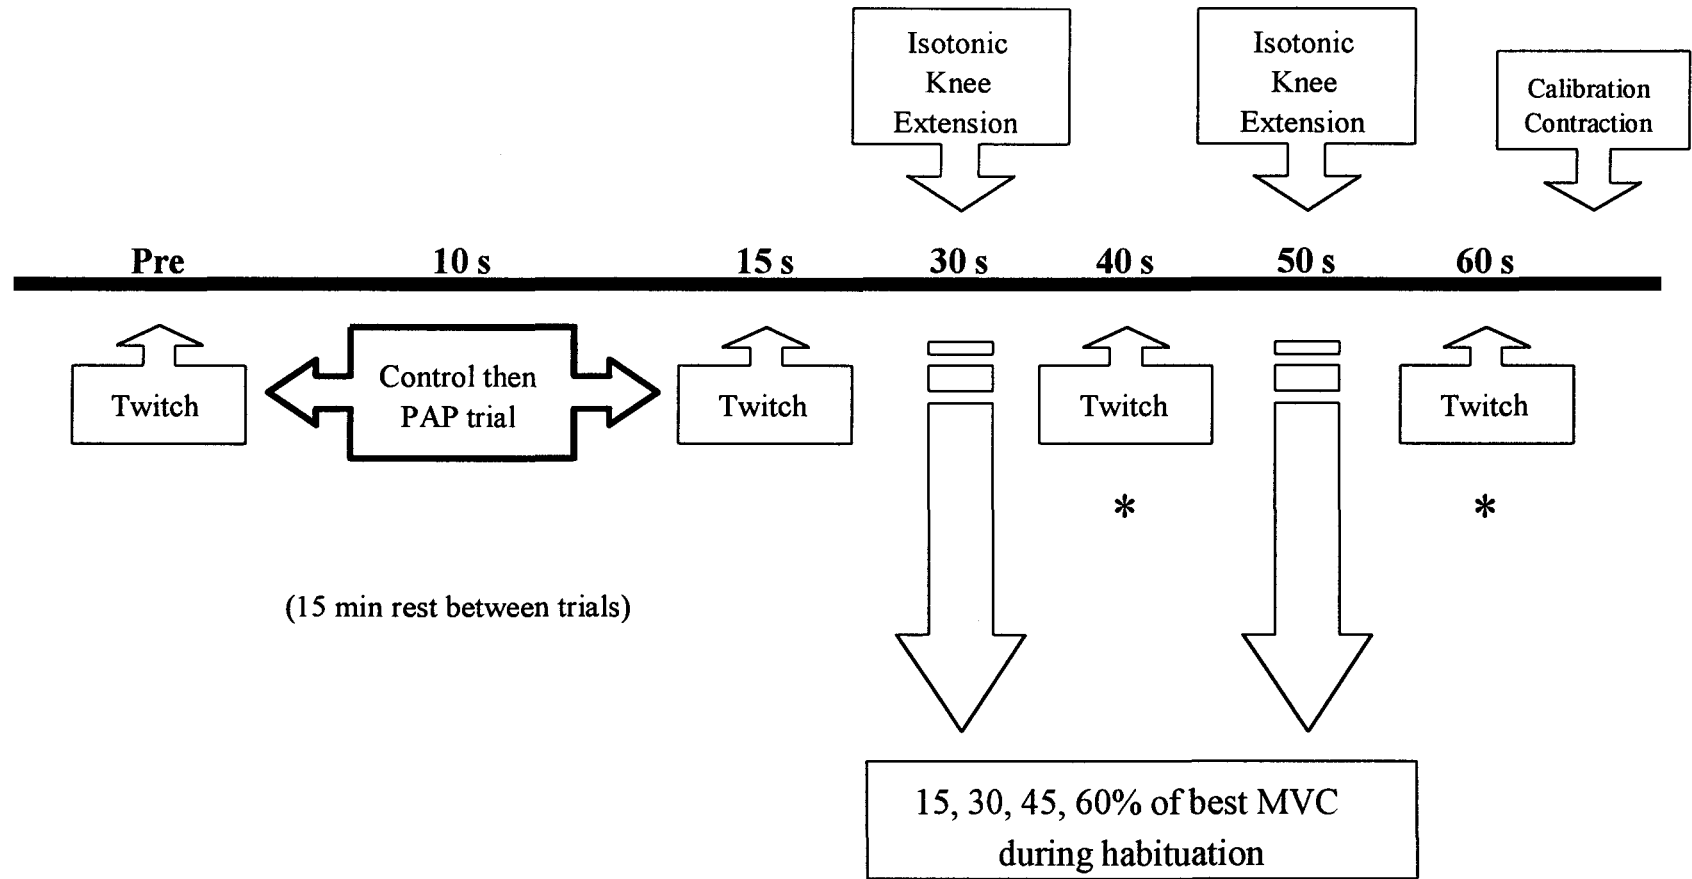 Isotonic
Knee
Extension
Isotonic
Knee
Extension
Calibration
Contraction
Pre 10 s 15 s 30 s 40 s 50 s 60 s
Twitch
Control then
PAP trial
Twitch
Twitch
Twitch
* *
(15 min rest between trials)
15, 30, 45, 60% of best MVC
during habituation